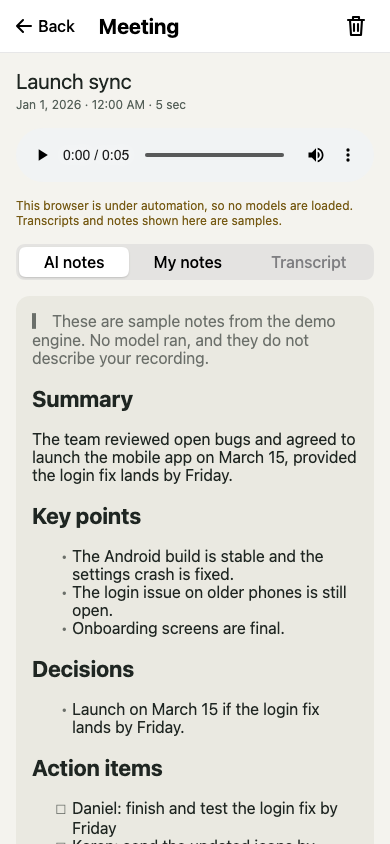 Back Meeting
Launch sync
Jan 1, 2026 · 12:00 AM · 5 sec
0:00 / 0:05
This browser is under automation, so no models are loaded.
Transcripts and notes shown here are samples.
AI notes My notes Transcript
These are sample notes from the demo
engine. No model ran, and they do not
describe your recording.
Summary
The team reviewed open bugs and agreed to
launch the mobile app on March 15, provided
the login fix lands by Friday.
Key points
• The Android build is stable and the
settings crash is fixed.
• The login issue on older phones is still
open.
• Onboarding screens are final.
Decisions
• Launch on March 15 if the login fix
lands by Friday.
Action items
☐ Daniel: finish and test the login fix by
Friday